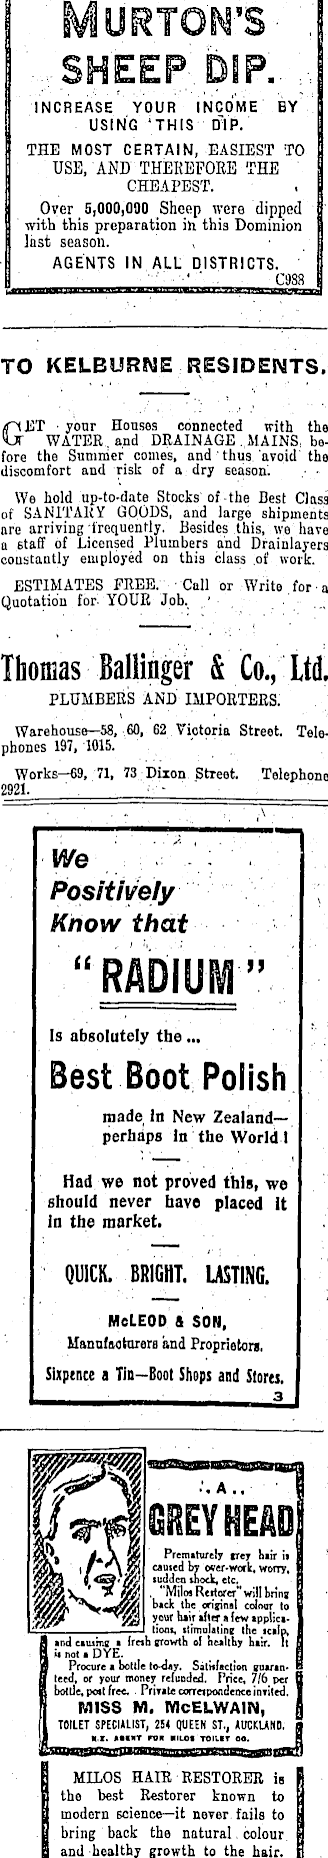 MURTON'S
SHEEP DIP.
INCREASE YOUR INCOME BY
USING THIS DIP.
THE MOST CERTAIN, EASIEST TO
USE, AND THEREFORE THE
CHEAPEST.
Over 5,000,000 Sheep were dipped
with this preparation in this Dominion
last season.
AGENTS IN ALL DISTRICTS.
C988
TO KELBURNE RESIDENTS.
GET your Houses connected with the
WATER and DRAINAGE MAINS be-
fore the Summer comes, and thus avoid the
discomfort and risk of a dry season.
We hold up-to-date Stocks of the Best Class
of SANITARY GOODS, and large shipments
are arriving frequently. Besides this, we have
a staff of Licensed Plumbers and Drainlayers
constantly employed on this class of work.
ESTIMATES FREE. Call or Write for a
Quotation for YOUR Job.
Thomas Ballinger & Co., Ltd.
PLUMBERS AND IMPORTERS.
Warehouse—58, 60, 62 Victoria Street. Tele-
phones 197, 1015.
Works—69, 71, 73 Dixon Street. Telephone
2921.
We
Positively
Know that
"RADIUM"
Is absolutely the ...
Best Boot Polish
made in New Zealand—
perhaps in the World!
Had we not proved this, we
should never have placed it
in the market.
QUICK. BRIGHT. LASTING.
McLEOD & SON,
Manufacturers and Proprietors.
Sixpence a Tin—Boot Shops and Stores.
3
.. A ..
GREY HEAD
Prematurely grey hair is
caused by over-work, worry,
sudden shock, etc.
"Milos Restorer" will bring
back the original colour to
your hair after a few applica-
tions, stimulating the scalp,
and causing a fresh growth of healthy hair. It
is not a DYE.
Procure a bottle to-day. Satisfaction guaran-
teed, or your money refunded. Price, 7/6 per
bottle, post free. Private correspondence invited.
MISS M. McELWAIN,
TOILET SPECIALIST, 254 QUEEN ST., AUCKLAND.
N.Z. AGENT FOR MILOS TOILET CO.
MILOS HAIR RESTORER is
the best Restorer known to
modern science—it never fails to
bring back the natural colour
and healthy growth to the hair.